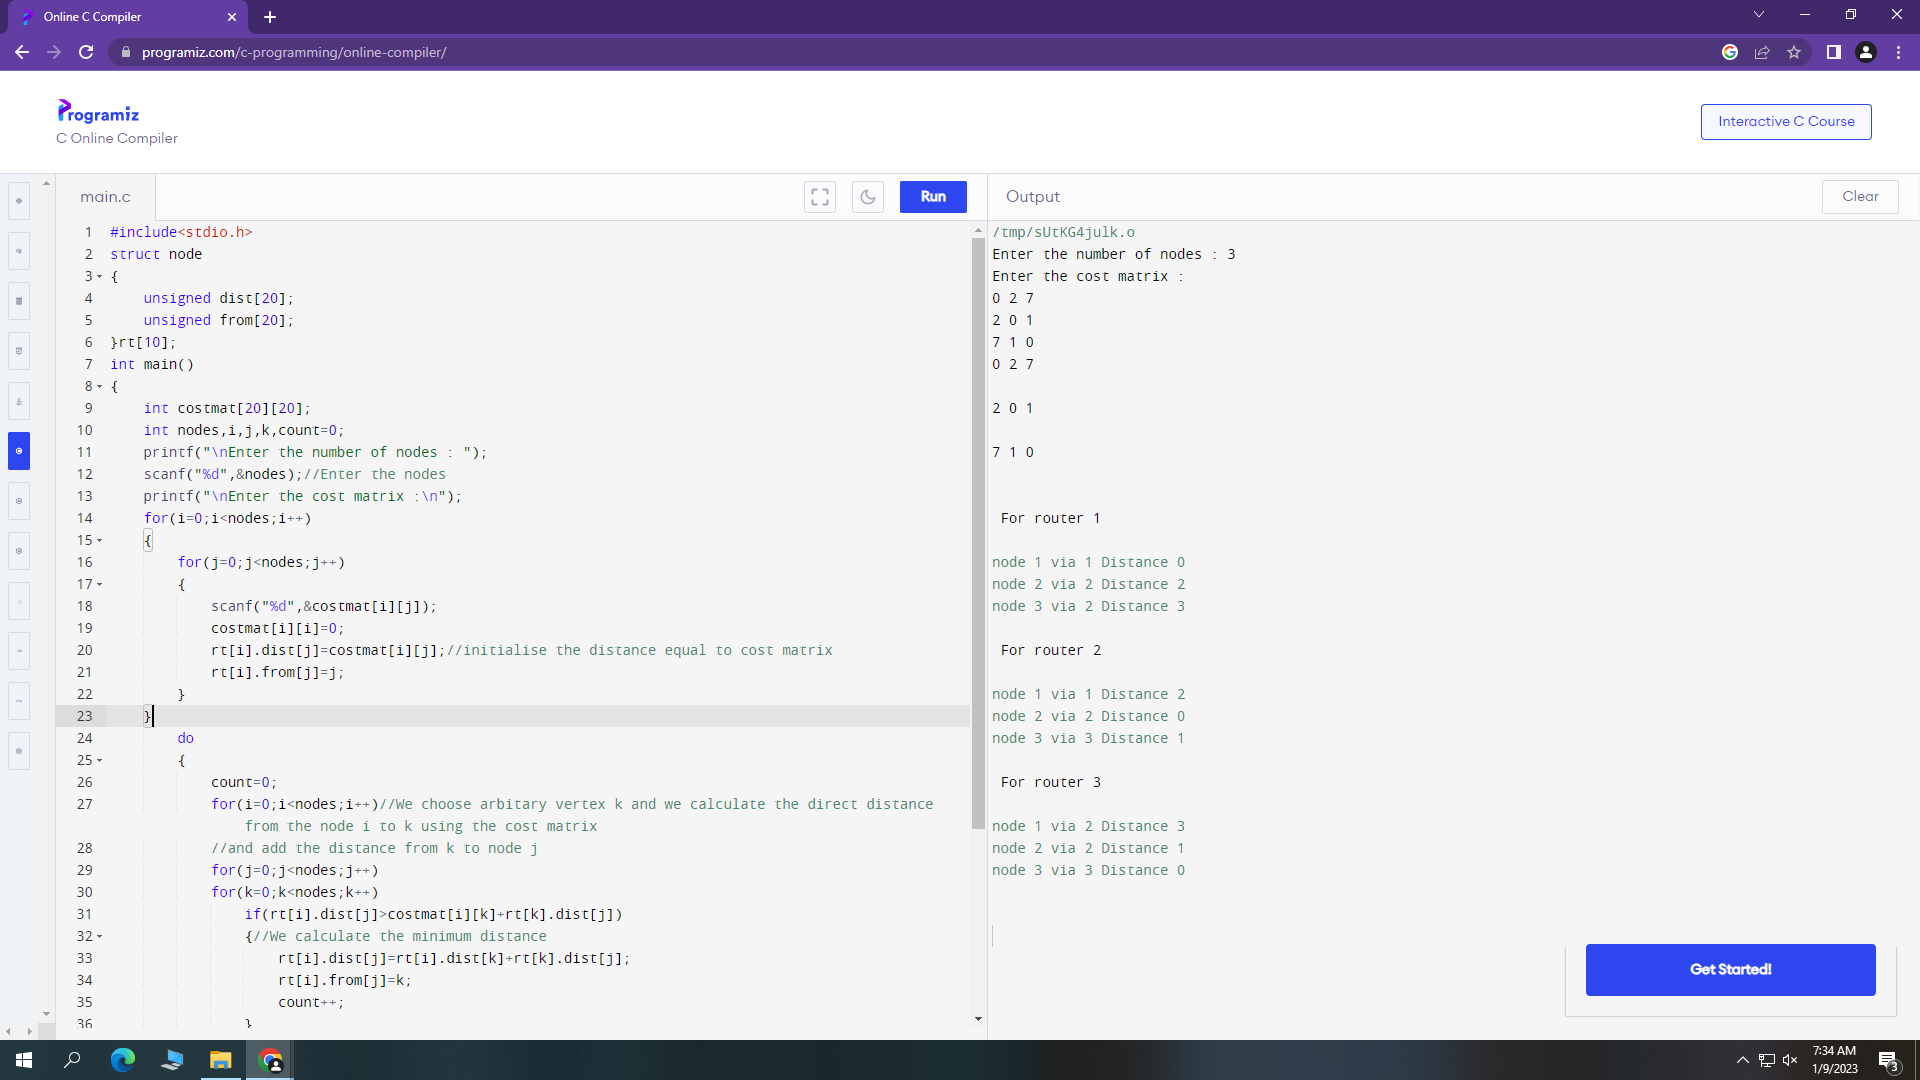 Online C Compiler
programiz.com/c-programming/online-compiler/
Programiz
C Online Compiler
Interactive C Course
main.c
Run
Output
Clear
1 #include<stdio.h>
2 struct node
3 {
4 unsigned dist[20];
5 unsigned from[20];
6 }rt[10];
7 int main()
8 {
9 int costmat[20][20];
10 int nodes,i,j,k,count=0;
11 printf("\nEnter the number of nodes : ");
12 scanf("%d",&nodes);//Enter the nodes
13 printf("\nEnter the cost matrix :\n");
14 for(i=0;i<nodes;i++)
15 {
16 for(j=0;j<nodes;j++)
17 {
18 scanf("%d",&costmat[i][j]);
19 costmat[i][i]=0;
20 rt[i].dist[j]=costmat[i][j];//initialise the distance equal to cost matrix
21 rt[i].from[j]=j;
22 }
23 }
24 do
25 {
26 count=0;
27 for(i=0;i<nodes;i++)//We choose arbitary vertex k and we calculate the direct distance
from the node i to k using the cost matrix
28 //and add the distance from k to node j
29 for(j=0;j<nodes;j++)
30 for(k=0;k<nodes;k++)
31 if(rt[i].dist[j]>costmat[i][k]+rt[k].dist[j])
32 {//We calculate the minimum distance
33 rt[i].dist[j]=rt[i].dist[k]+rt[k].dist[j];
34 rt[i].from[j]=k;
35 count++;
36 }
/tmp/sUtKG4julk.o
Enter the number of nodes : 3
Enter the cost matrix :
0 2 7
2 0 1
7 1 0
0 2 7
2 0 1
7 1 0
For router 1
node 1 via 1 Distance 0
node 2 via 2 Distance 2
node 3 via 2 Distance 3
For router 2
node 1 via 1 Distance 2
node 2 via 2 Distance 0
node 3 via 3 Distance 1
For router 3
node 1 via 2 Distance 3
node 2 via 2 Distance 1
node 3 via 3 Distance 0
Get Started!
7:34 AM
1/9/2023
3